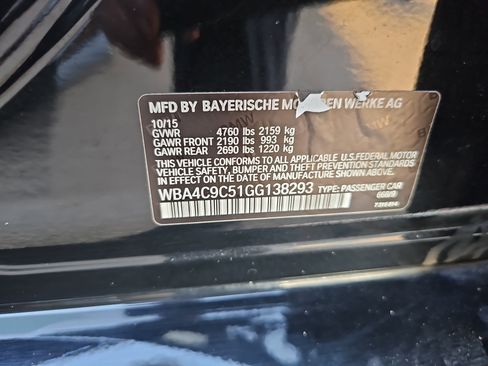 MFD BY BAYERISCHE MO EN WERKE AG
10/15
GVWR 4760 lbs 2159 kg
GAWR FRONT 2190 lbs 993 kg
GAWR REAR 2690 lbs 1220 kg
THIS VEHICLE CONFORMS TO ALL APPLICABLE U.S.FEDERAL MOTOR
VEHICLE SAFETY, BUMPER, AND THEFT PREVENTION STANDARDS
IN EFFECT ON THE DATE OF MANUFACTURE SHOWN ABOVE.
WBA4C9C51GG138293 TYPE: PASSENGER CAR